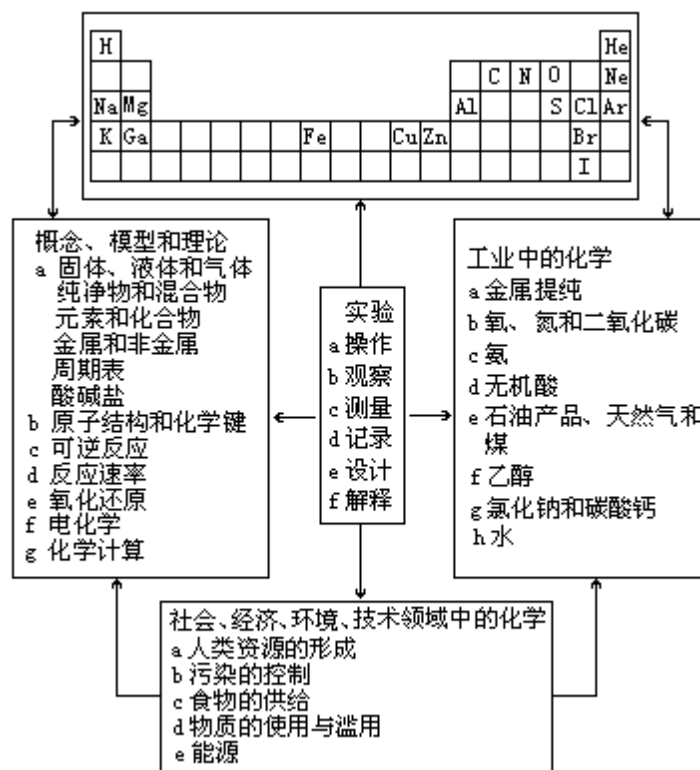 H He
C N O Ne
Na Mg Al S Cl Ar
K Ga Fe Cu Zn Br
I
概念、模型和理论
a 固体、液体和气体
纯净物和混合物
元素和化合物
金属和非金属
周期表
酸碱盐
b 原子结构和化学键
c 可逆反应
d 反应速率
e 氧化还原
f 电化学
g 化学计算
实验
a 操作
b 观察
c 测量
d 记录
e 设计
f 解释
工业中的化学
a 金属提纯
b 氧、氮和二氧化碳
c 氨
d 无机酸
e 石油产品、天然气和
煤
f 乙醇
g 氯化钠和碳酸钙
h 水
社会、经济、环境、技术领域中的化学
a 人类资源的形成
b 污染的控制
c 食物的供给
d 物质的使用与滥用
e 能源